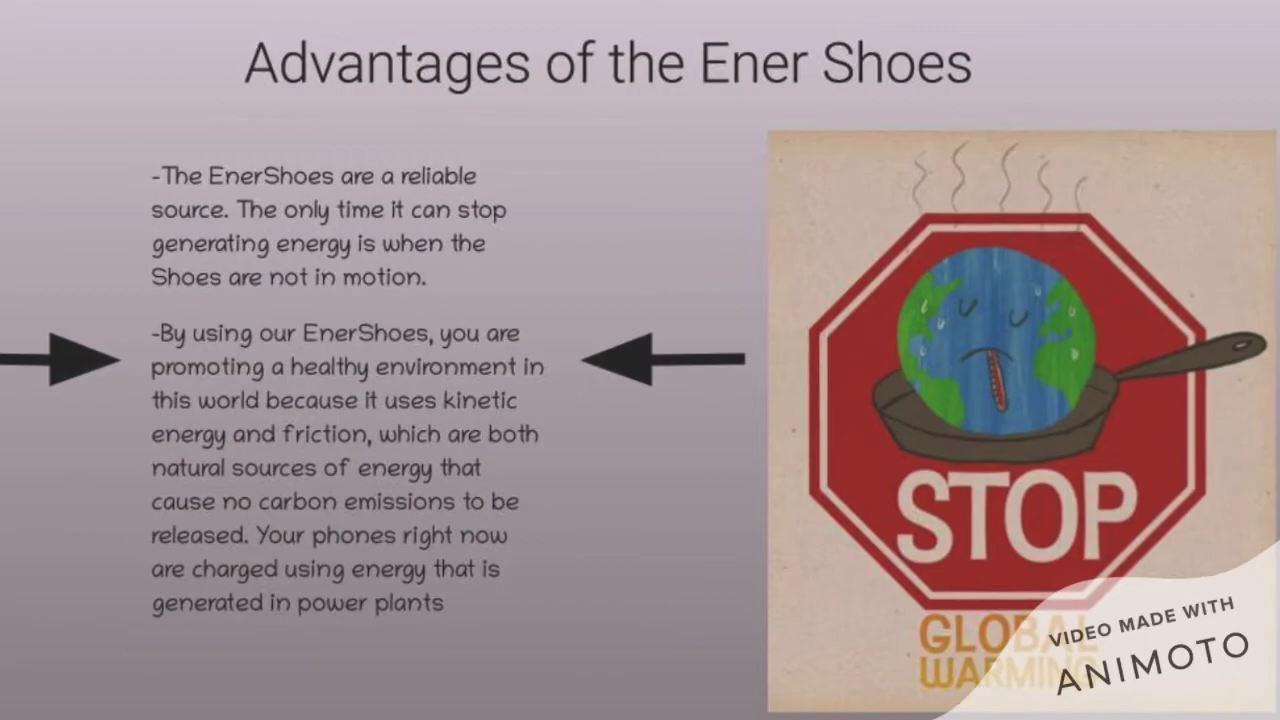 Advantages of the Ener Shoes
-The EnerShoes are a reliable
source. The only time it can stop
generating energy is when the
Shoes are not in motion.
-By using our EnerShoes, you are
promoting a healthy environment in
this world because it uses kinetic
energy and friction, which are both
natural sources of energy that
cause no carbon emissions to be
released. Your phones right now
are charged using energy that is
generated in power plants
STOP
GLOBAL
WARMING
VIDEO MADE WITH
ANIMOTO